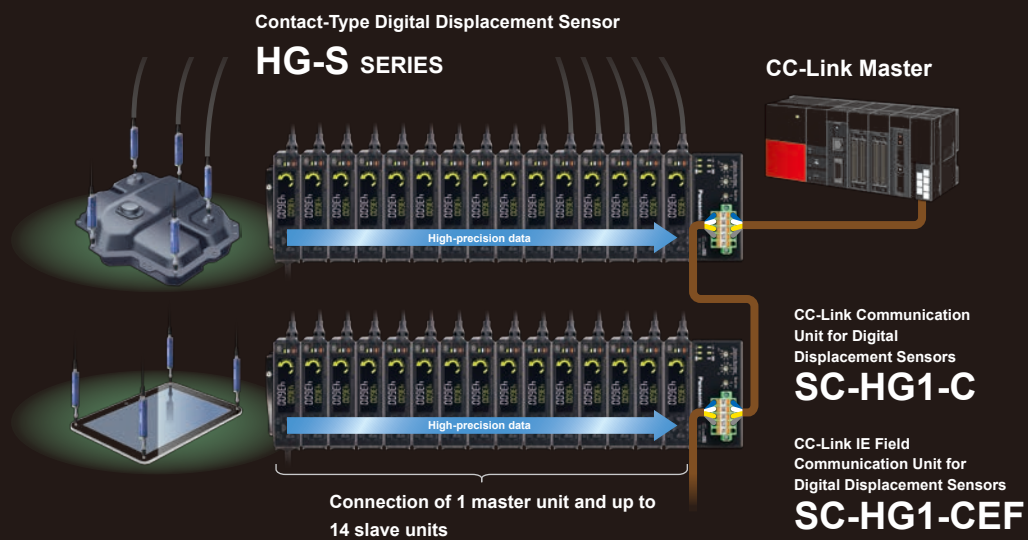 Contact-Type Digital Displacement Sensor
HG-S SERIES
CC-Link Master
High-precision data
High-precision data
CC-Link Communication
Unit for Digital
Displacement Sensors
SC-HG1-C
CC-Link IE Field
Communication Unit for
Digital Displacement Sensors
SC-HG1-CEF
Connection of 1 master unit and up to
14 slave units